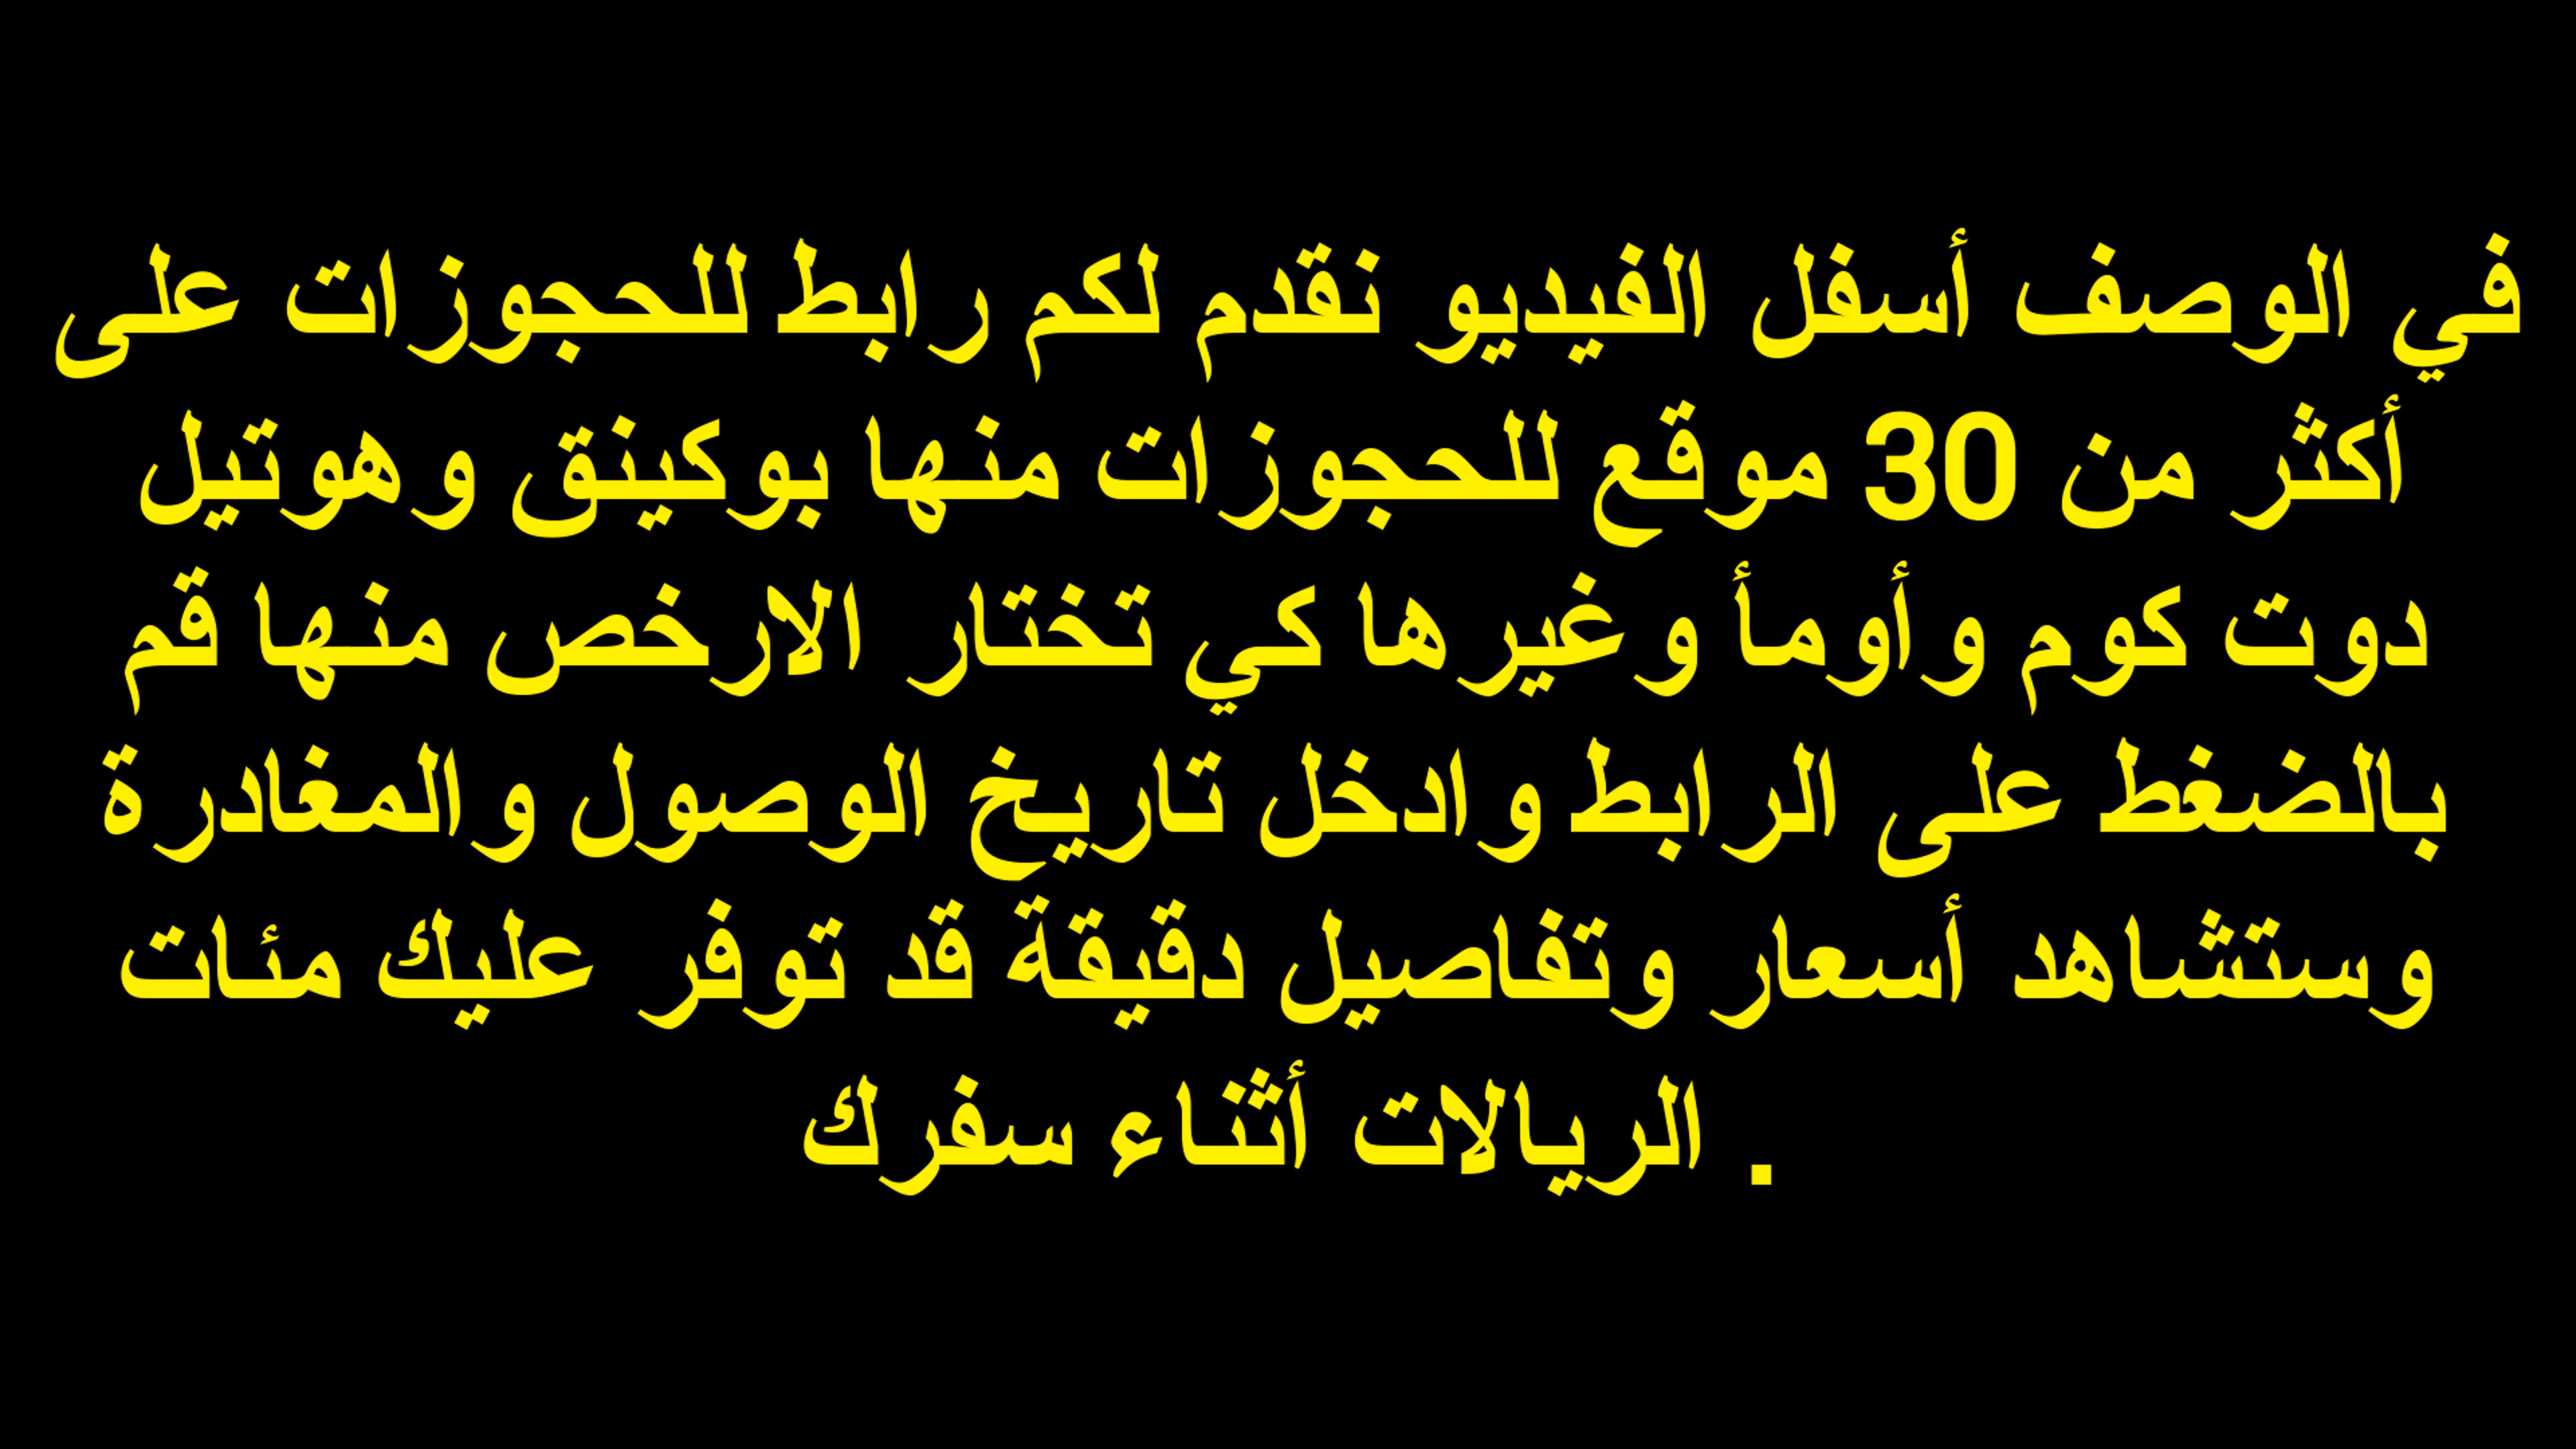 في الوصف أسفل الفيديو نقدم لكم رابط للحجوزات على
أكثر من 30 موقع للحجوزات منها بوكينق وهوتيل
دوت كوم وأومأ وغيرها كي تختار الارخص منها قم
بالضغط على الرابط وادخل تاريخ الوصول والمغادرة
وستشاهد أسعار وتفاصيل دقيقة قد توفر عليك مئات
. الريالات أثناء سفرك